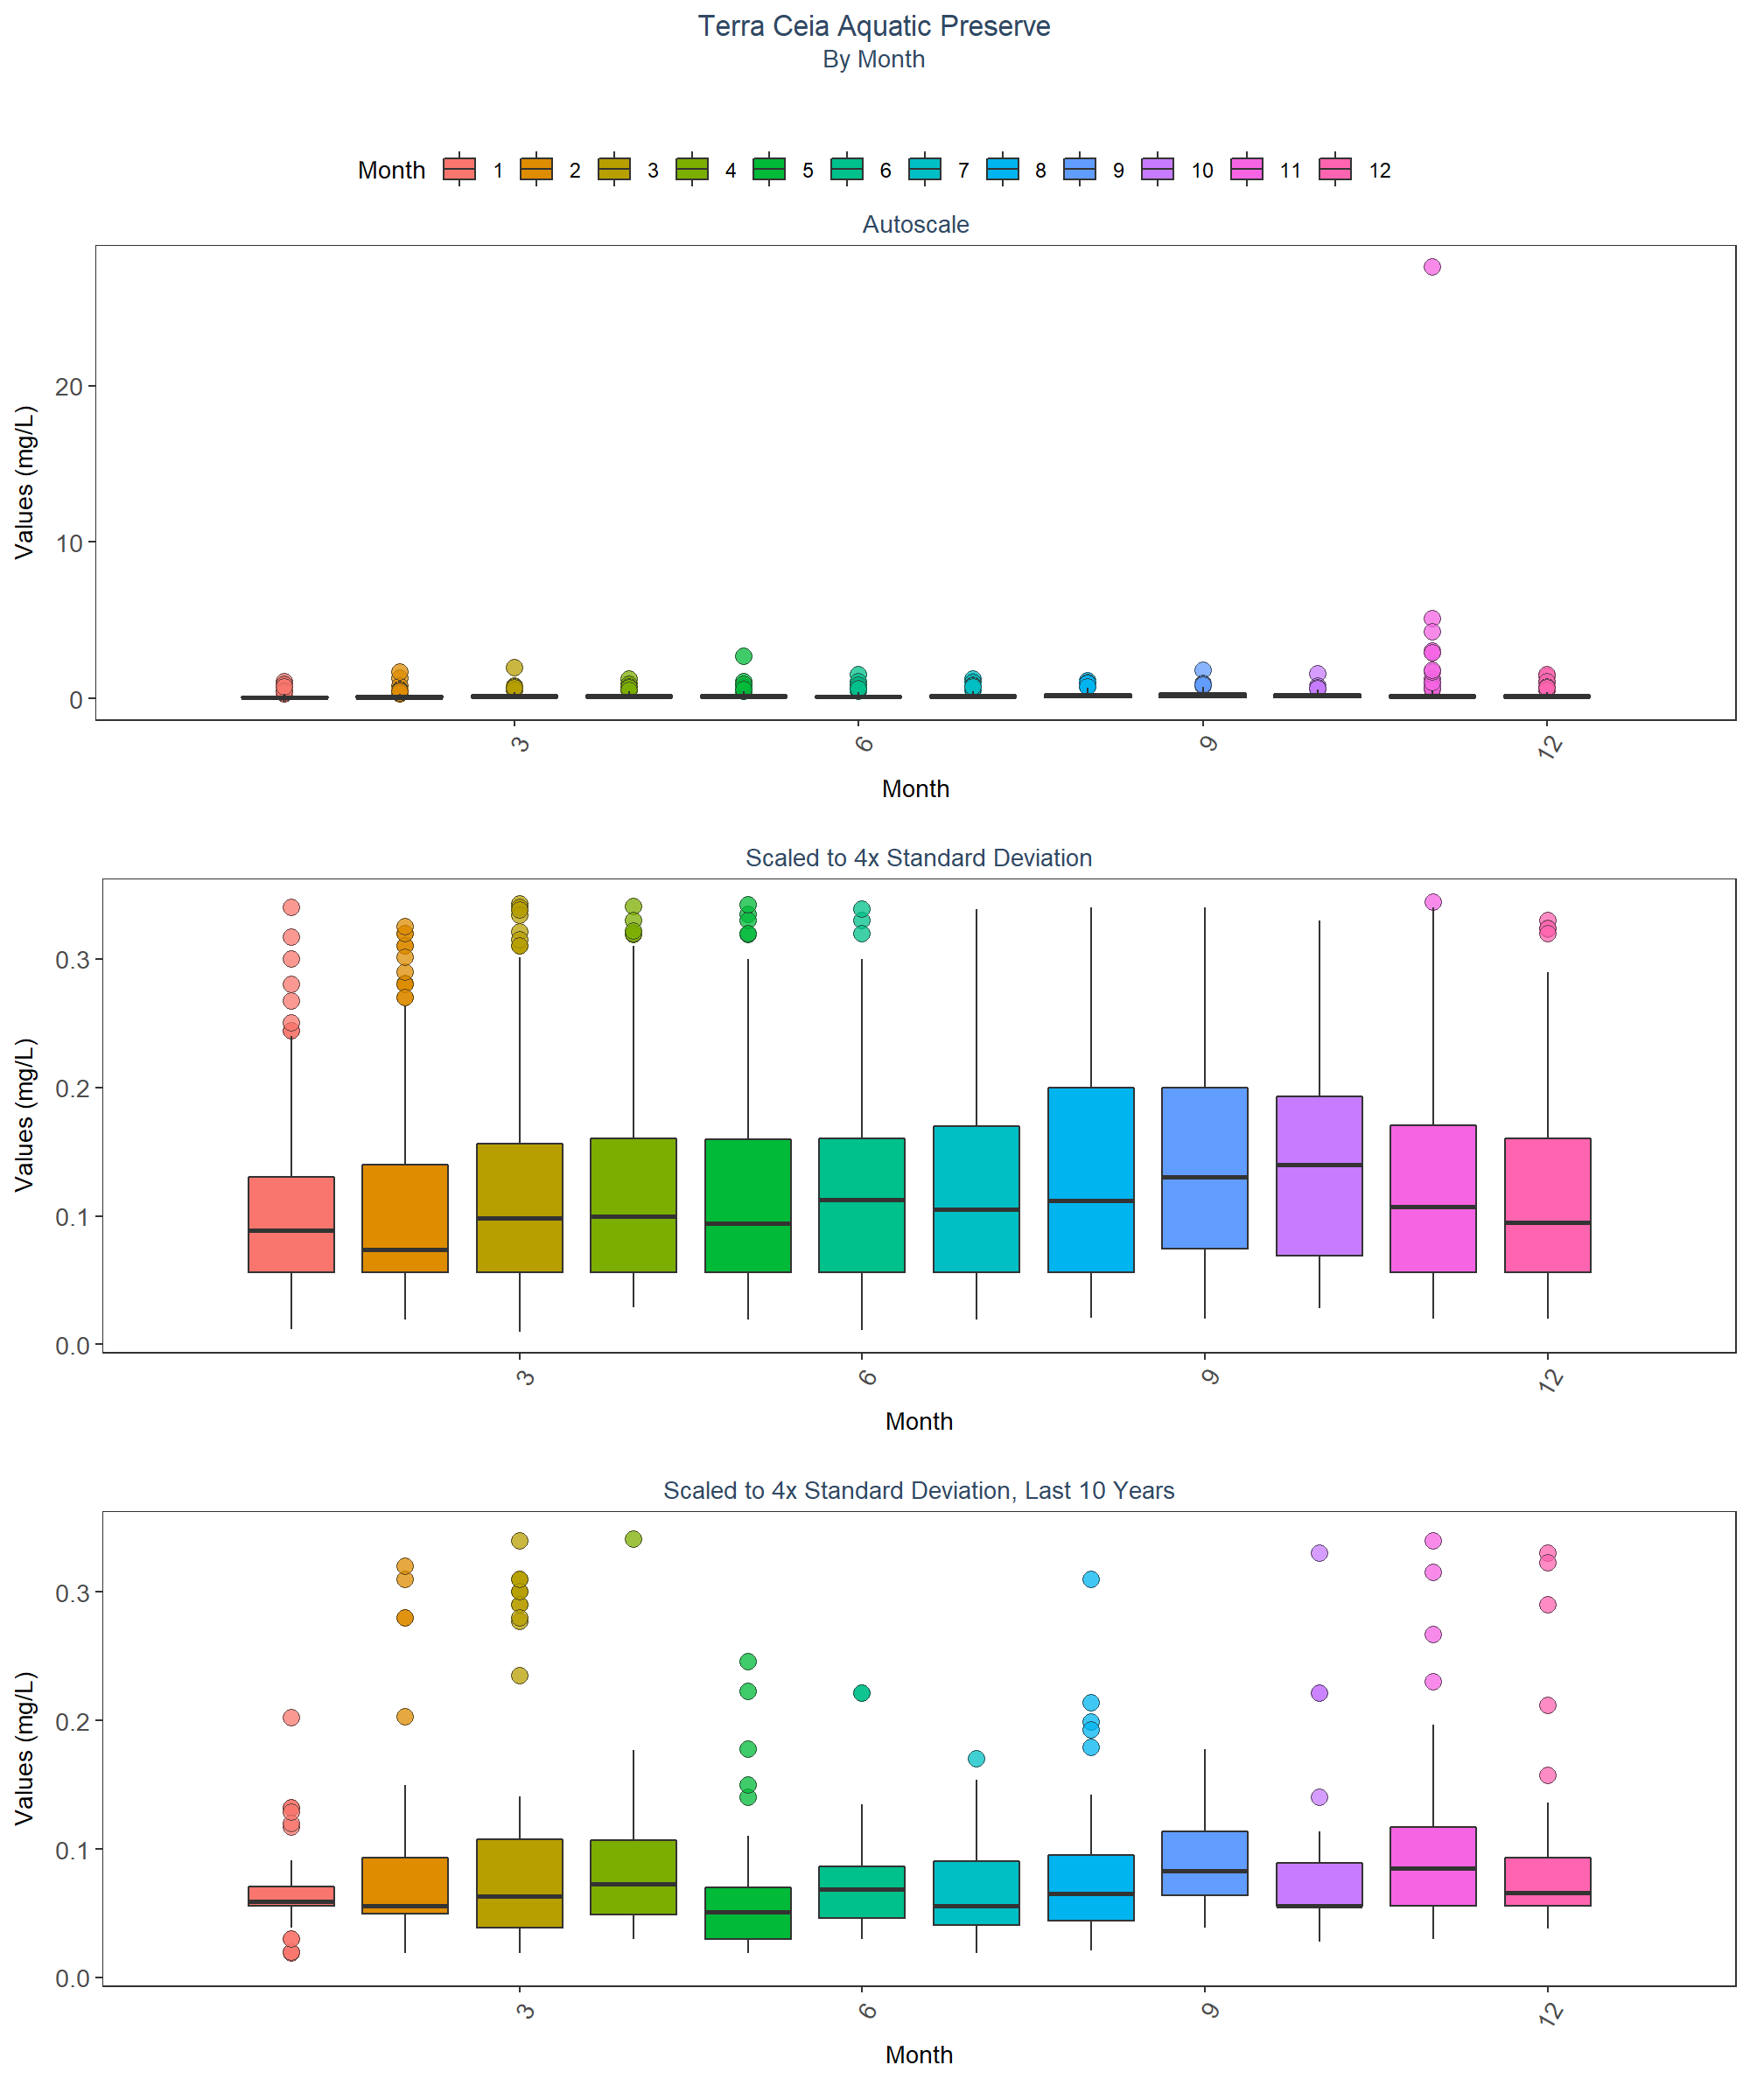 Terra Ceia Aquatic Preserve
By Month
Month 1 2 3 4 5 6 7 8 9 10 11 12
Autoscale
Values (mg/L)
20
10
0
3 6 9 12
Month
Scaled to 4x Standard Deviation
Values (mg/L)
0.3
0.2
0.1
0.0
3 6 9 12
Month
Scaled to 4x Standard Deviation, Last 10 Years
Values (mg/L)
0.3
0.2
0.1
0.0
3 6 9 12
Month